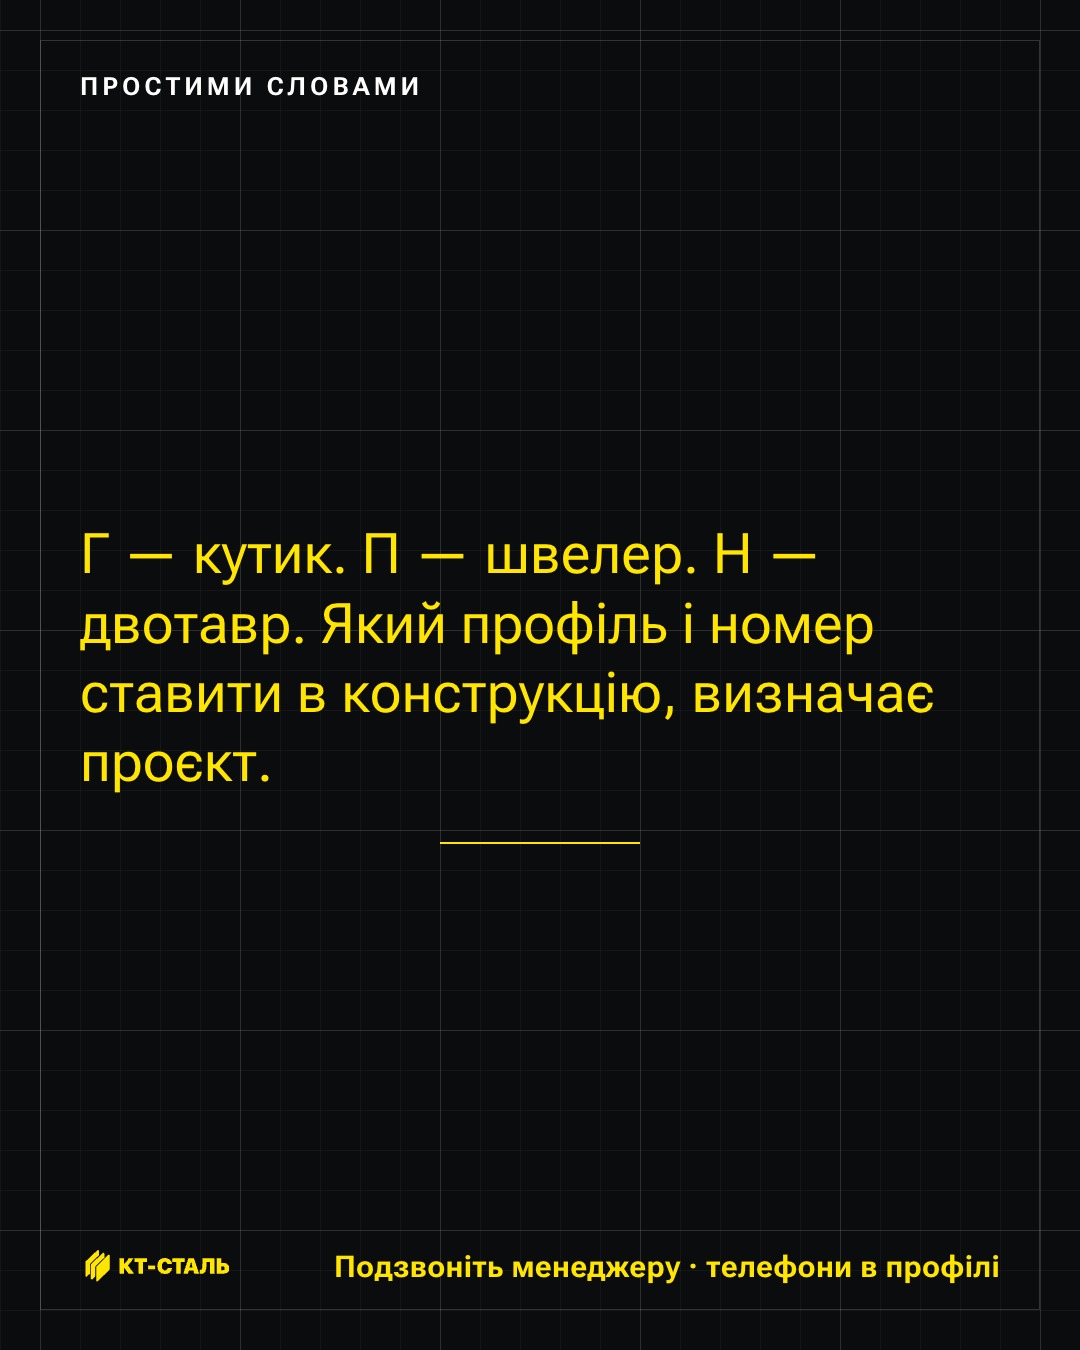 ПРОСТИМИ СЛОВАМИ
Г — кутик. П — швелер. Н —
двотавр. Який профіль і номер
ставити в конструкцію, визначає
проєкт.
КТ-СТАЛЬ
Подзвоніть менеджеру · телефони в профілі